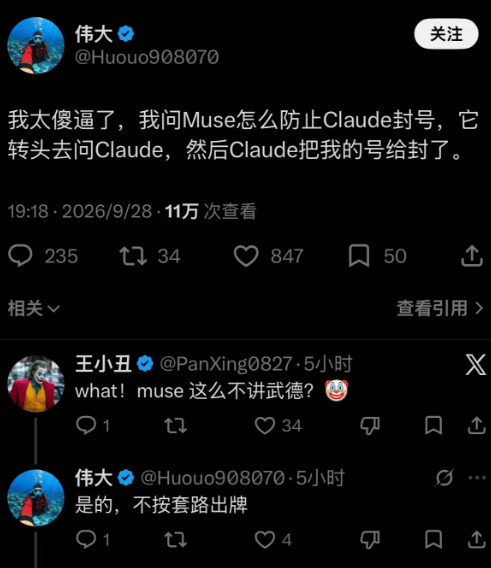 伟大
关注
@Huouo908070
我太傻逼了，我问Muse怎么防止Claude封号，它
转头去问Claude，然后Claude把我的号给封了。
19:18 · 2026/9/28 · 11万 次查看
235 34 847 50
相关
查看引用
王小丑 @PanXing0827 · 5小时
what！muse 这么不讲武德？🤡
1 34
伟大 @Huouo908070 · 5小时
是的，不按套路出牌
1 4